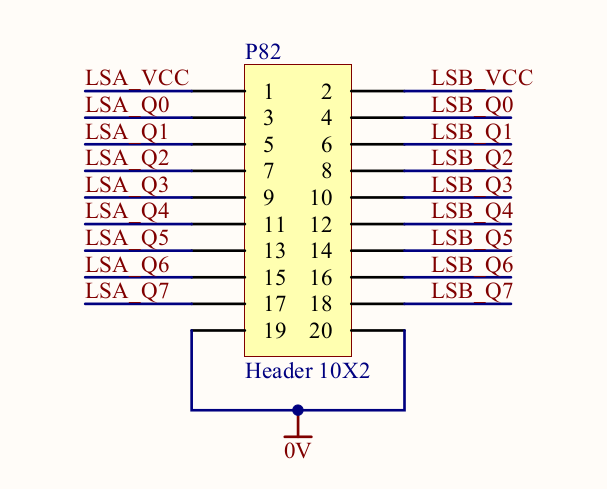 P82
LSA_VCC 1 2 LSB_VCC
LSA_Q0 3 4 LSB_Q0
LSA_Q1 5 6 LSB_Q1
LSA_Q2 7 8 LSB_Q2
LSA_Q3 9 10 LSB_Q3
LSA_Q4 11 12 LSB_Q4
LSA_Q5 13 14 LSB_Q5
LSA_Q6 15 16 LSB_Q6
LSA_Q7 17 18 LSB_Q7
19 20
Header 10X2
0V